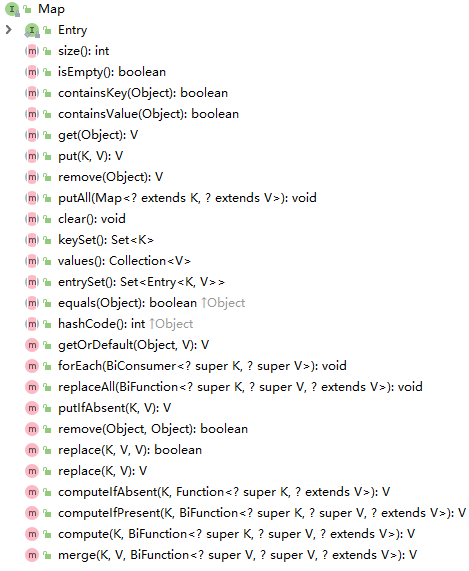 Map
Entry
size(): int
isEmpty(): boolean
containsKey(Object): boolean
containsValue(Object): boolean
get(Object): V
put(K, V): V
remove(Object): V
putAll(Map<? extends K, ? extends V>): void
clear(): void
keySet(): Set<K>
values(): Collection<V>
entrySet(): Set<Entry<K, V>>
equals(Object): boolean ↑Object
hashCode(): int ↑Object
getOrDefault(Object, V): V
forEach(BiConsumer<? super K, ? super V>): void
replaceAll(BiFunction<? super K, ? super V, ? extends V>): void
putIfAbsent(K, V): V
remove(Object, Object): boolean
replace(K, V, V): boolean
replace(K, V): V
computeIfAbsent(K, Function<? super K, ? extends V>): V
computeIfPresent(K, BiFunction<? super K, ? super V, ? extends V>): V
compute(K, BiFunction<? super K, ? super V, ? extends V>): V
merge(K, V, BiFunction<? super V, ? super V, ? extends V>): V